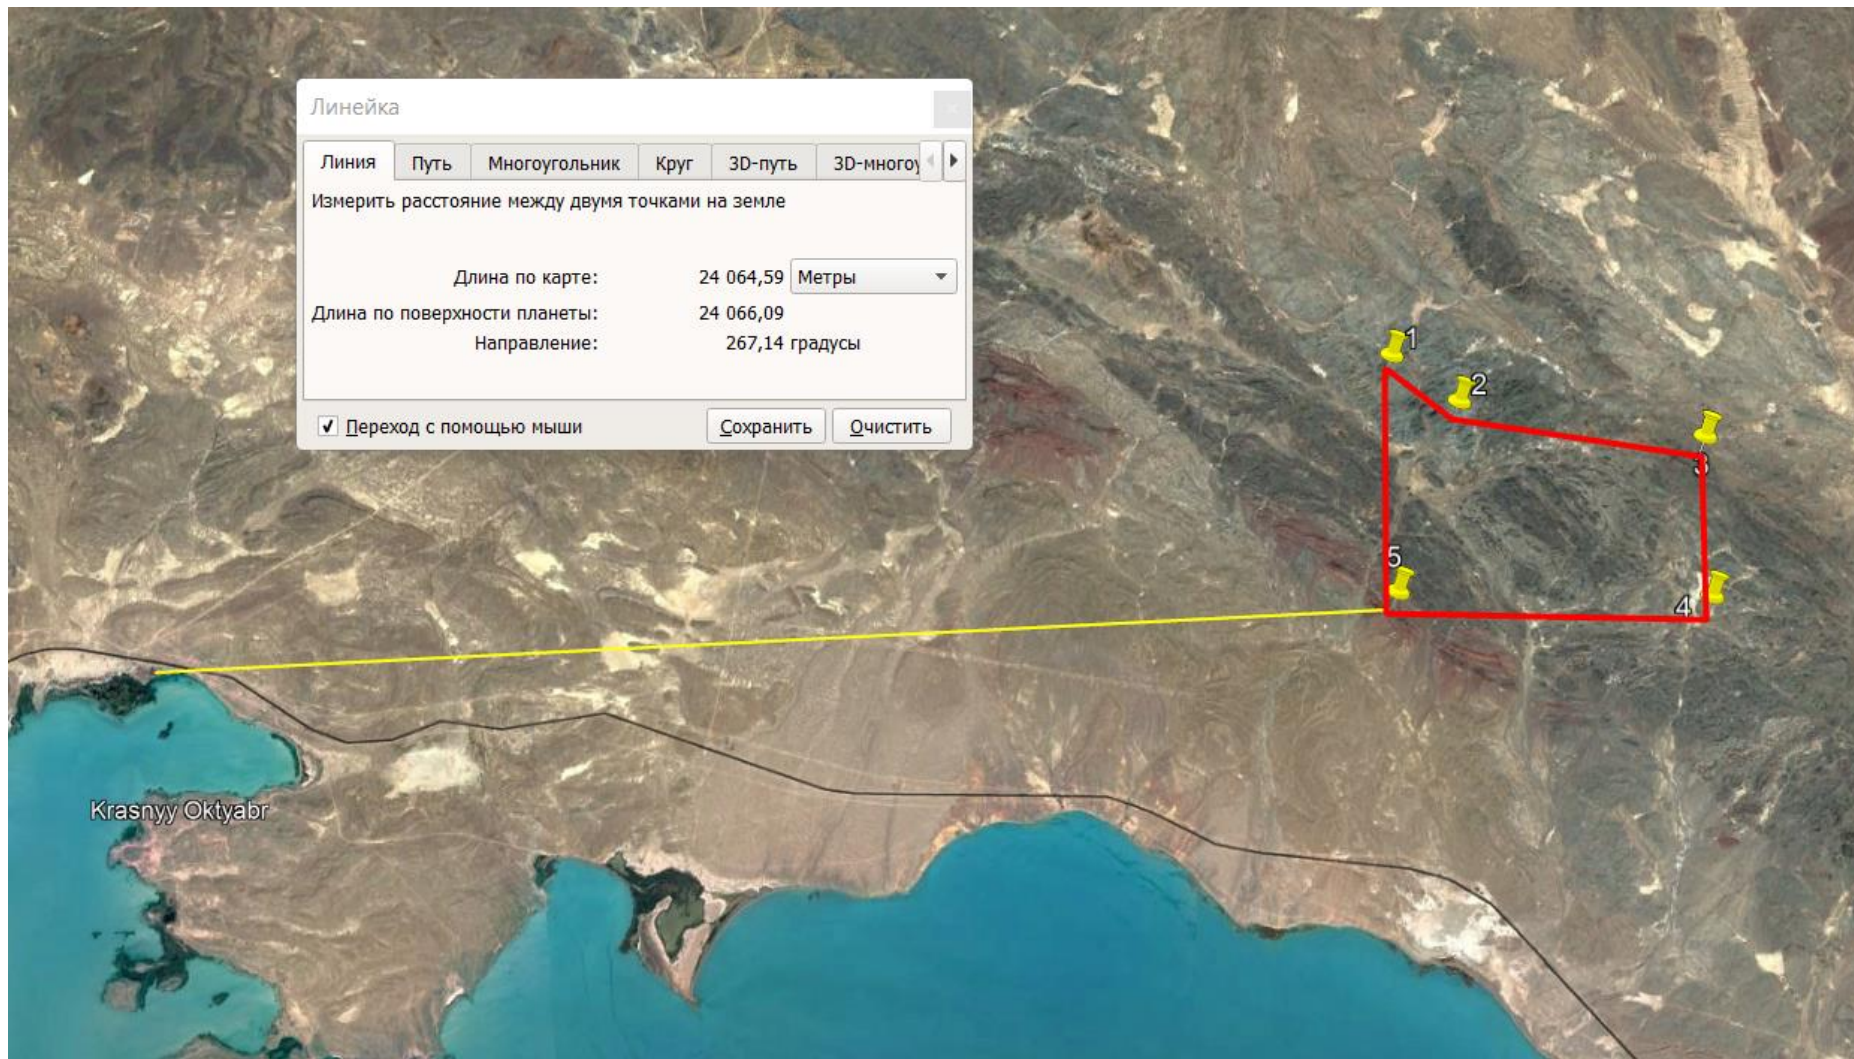 Линейка
Линия Путь Многоугольник Круг 3D-путь 3D-многоу
Измерить расстояние между двумя точками на земле
Длина по карте: 24 064,59 Метры
Длина по поверхности планеты: 24 066,09
Направление: 267,14 градусы
Переход с помощью мыши Сохранить Очистить
1
2
3
5
4
Krasnyy Oktyabr